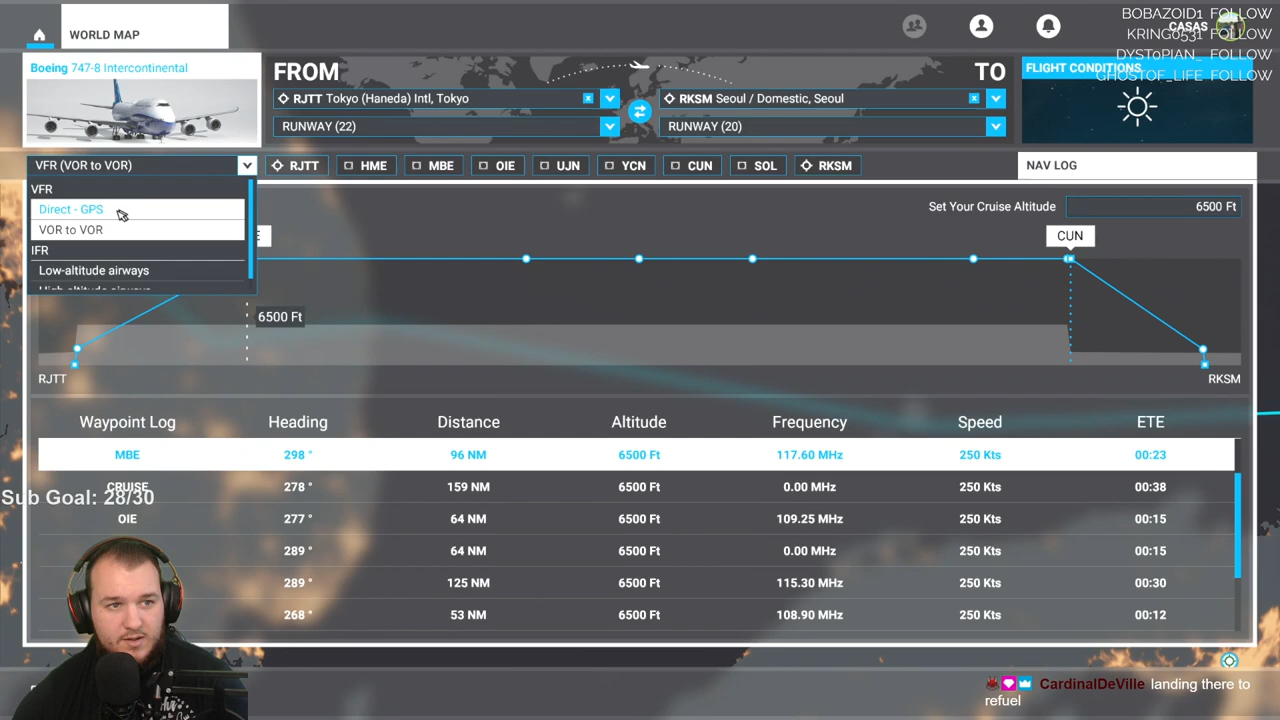 BOBAZOID1 FOLLOW
WORLD MAP
CASAS
KRING0531 FOLLOW
DYST0PIAN_ FOLLOW
GHOSTOF_LIFE FOLLOW
Boeing 747-8 Intercontinental
FROM
TO
FLIGHT CONDITIONS
RJTT Tokyo (Haneda) Intl, Tokyo
RKSM Seoul / Domestic, Seoul
RUNWAY (22)
RUNWAY (20)
VFR (VOR to VOR)
RJTT
HME
MBE
OIE
UJN
YCN
CUN
SOL
RKSM
NAV LOG
VFR
Direct - GPS
VOR to VOR
IFR
Low-altitude airways
High altitude airways
Set Your Cruise Altitude
6500 Ft
E
CUN
6500 Ft
RJTT
RKSM
Waypoint Log Heading Distance Altitude Frequency Speed ETE
MBE 298 ° 96 NM 6500 Ft 117.60 MHz 250 Kts 00:23
CRUISE 278 ° 159 NM 6500 Ft 0.00 MHz 250 Kts 00:38
Sub Goal: 28/30
OIE 277 ° 64 NM 6500 Ft 109.25 MHz 250 Kts 00:15
289 ° 64 NM 6500 Ft 0.00 MHz 250 Kts 00:15
289 ° 125 NM 6500 Ft 115.30 MHz 250 Kts 00:30
268 ° 53 NM 6500 Ft 108.90 MHz 250 Kts 00:12
CardinalDeVille landing there to
refuel